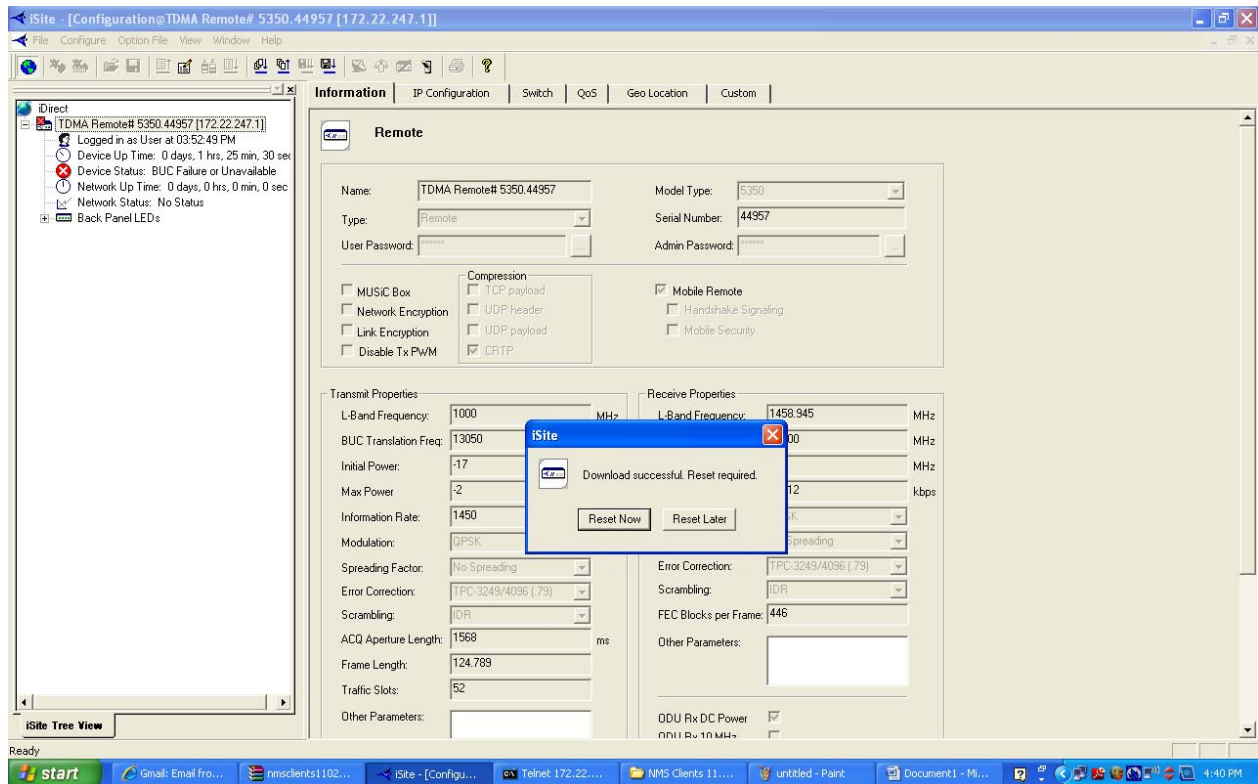 iSite - [Configuration@TDMA Remote# 5350.44957 [172.22.247.1]]
File Configure Option File View Window Help
iDirect
TDMA Remote# 5350.44957 [172.22.247.1]
Logged in as User at 03:52:49 PM
Device Up Time: 0 days, 1 hrs, 25 min, 30 sec
Device Status: BUC Failure or Unavailable
Network Up Time: 0 days, 0 hrs, 0 min, 0 sec
Network Status: No Status
Back Panel LEDs
iSite Tree View
Information IP Configuration Switch QoS Geo Location Custom
Remote
Name: TDMA Remote# 5350.44957 Model Type: 5350
Type: Remote Serial Number: 44957
User Password: ****** ... Admin Password: ****** ...
MUSiC Box
Network Encryption
Link Encryption
Disable Tx PWM
Compression
TCP payload
UDP header
UDP payload
CRTP
Mobile Remote
Handshake Signaling
Mobile Security
Transmit Properties
L-Band Frequency: 1000 MHz
BUC Translation Freq: 13050
Initial Power: -17
Max Power -2
Information Rate: 1450
Modulation: QPSK
Spreading Factor: No Spreading
Error Correction: TPC-3249/4096 (.79)
Scrambling: IDR
ACQ Aperture Length: 1568 ms
Frame Length: 124.789
Traffic Slots: 52
Other Parameters:
Receive Properties
L-Band Frequency: 1458.945 MHz
00 MHz
MHz
12 kbps
Spreading
Error Correction: TPC-3249/4096 (.79)
Scrambling: IDR
FEC Blocks per Frame: 446
Other Parameters:
ODU Rx DC Power
ODU Rx 10 MHz
iSite
Download successful. Reset required.
Reset Now Reset Later
Ready
start Gmail: Email fro... nmsclients1102... iSite - [Configu... Telnet 172.22.... NMS Clients 11.... untitled - Paint Document1 - Mi... 4:40 PM